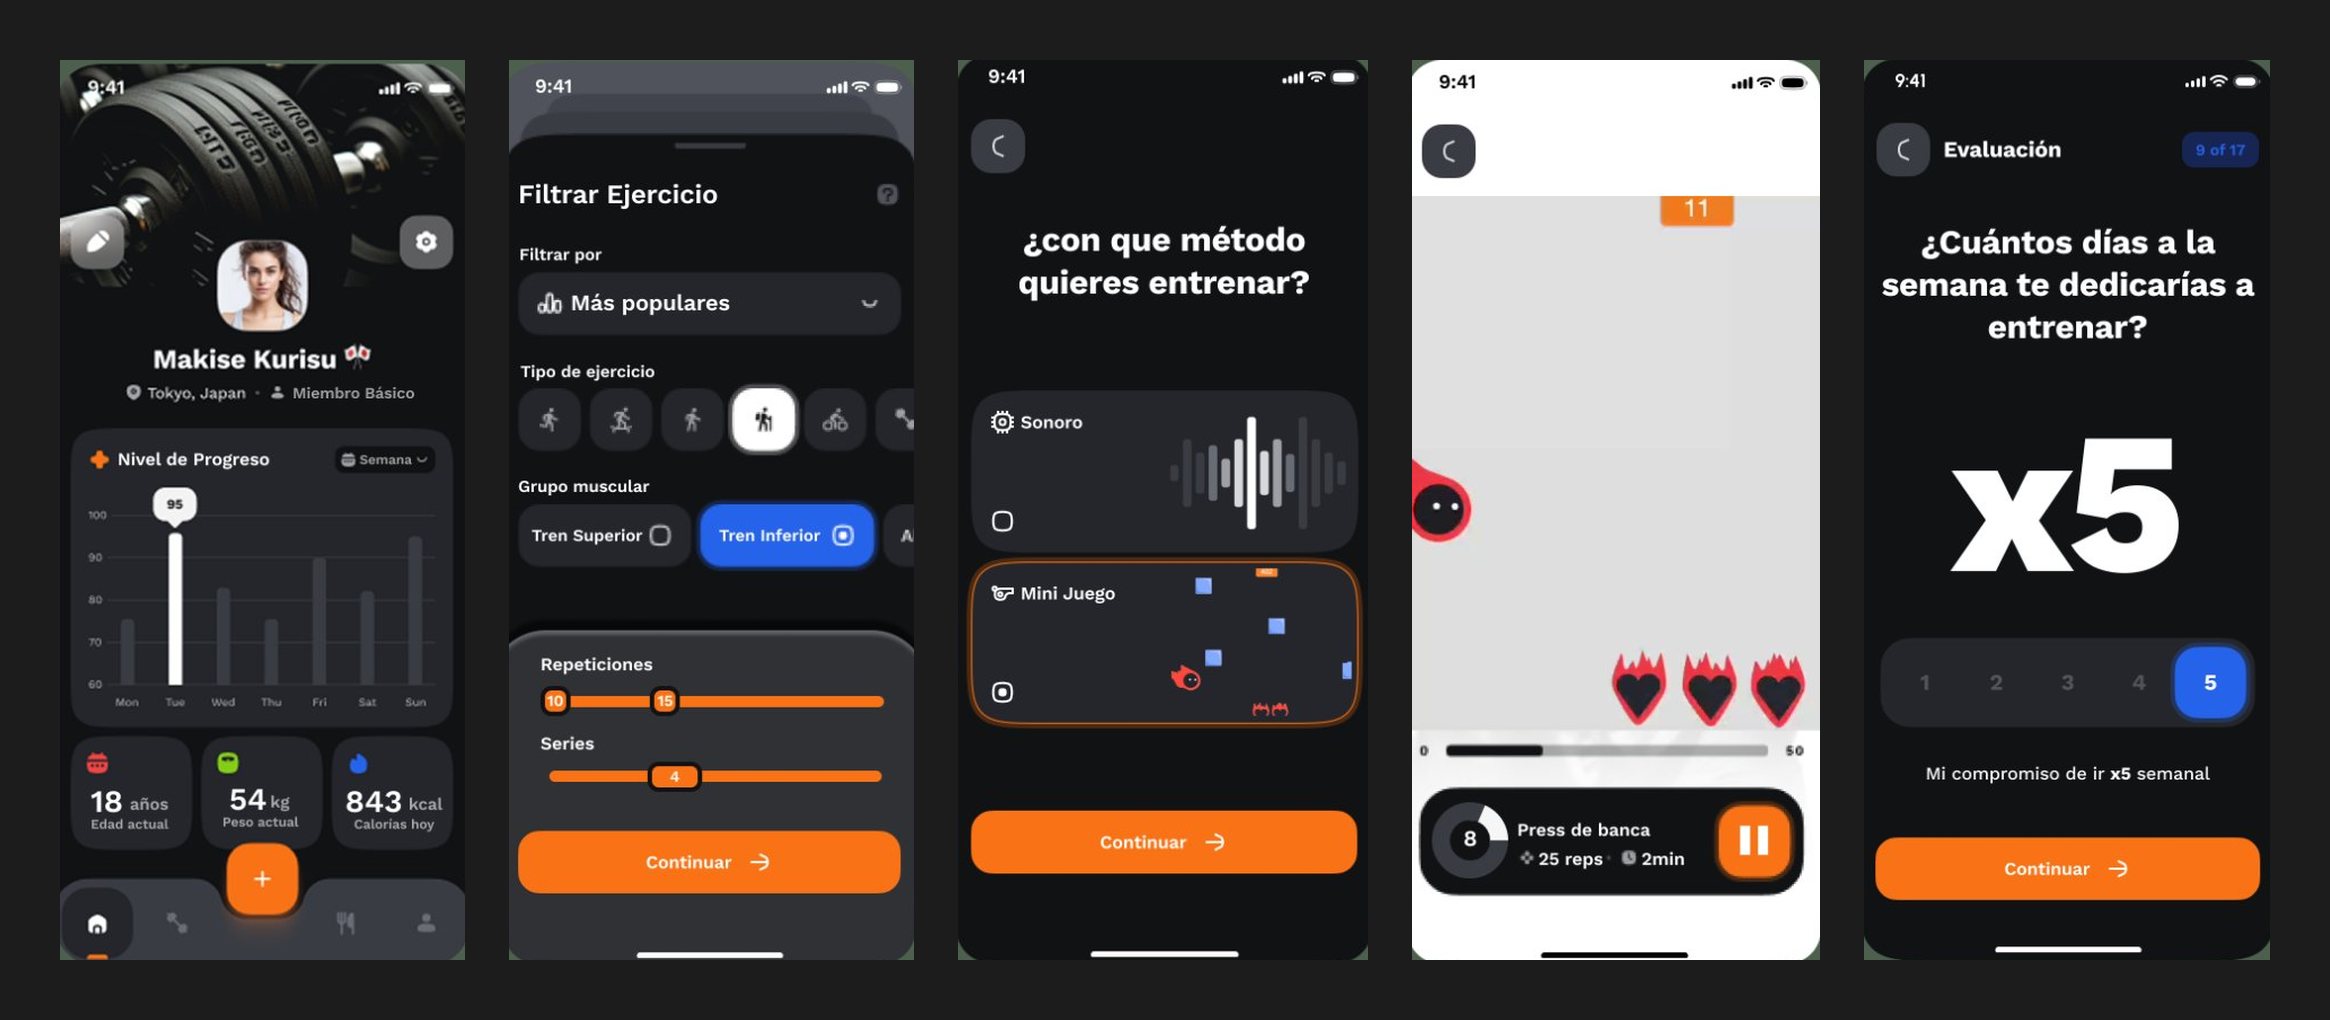 9:41
Makise Kurisu
Tokyo, Japan · Miembro Básico
Nivel de Progreso
Semana
95
100
90
80
70
60
Mon Tue Wed Thu Fri Sat Sun
18 años
Edad actual
54 kg
Peso actual
843 kcal
Calorías hoy
+
9:41
Filtrar Ejercicio
?
Filtrar por
Más populares
Tipo de ejercicio
Grupo muscular
Tren Superior
Tren Inferior
Repeticiones
10 15
Series
4
Continuar
9:41
¿con que método
quieres entrenar?
Sonoro
Mini Juego
Continuar
9:41
11
0 50
8
Press de banca
25 reps · 2min
9:41
Evaluación
9 of 17
¿Cuántos días a la
semana te dedicarías a
entrenar?
x5
1 2 3 4 5
Mi compromiso de ir x5 semanal
Continuar